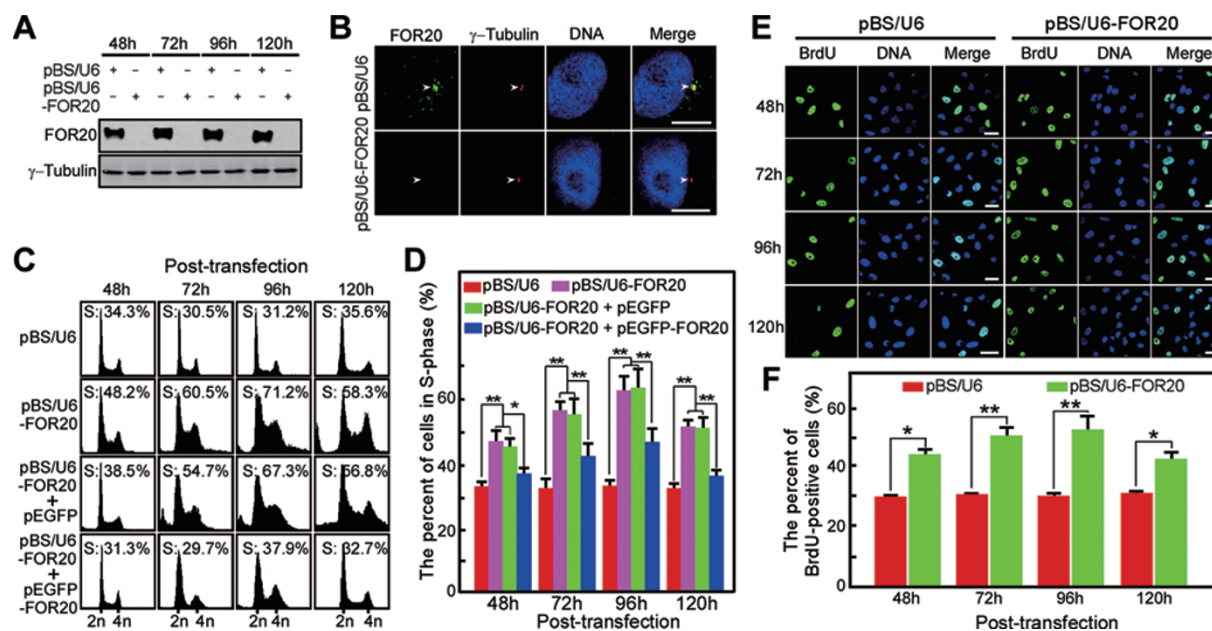 A
48h 72h 96h 120h
pBS/U6 + - + - + - + -
pBS/U6
-FOR20 - + - + - + - +
FOR20
γ-Tubulin
B
FOR20 γ-Tubulin DNA Merge
pBS/U6
pBS/U6-FOR20
C
Post-transfection
48h 72h 96h 120h
pBS/U6
S: 34.3% S: 30.5% S: 31.2% S: 35.6%
pBS/U6
-FOR20
S: 48.2% S: 60.5% S: 71.2% S: 58.3%
pBS/U6
-FOR20
+
pEGFP
S: 38.5% S: 54.7% S: 67.3% S: 56.8%
pBS/U6
-FOR20
+
pEGFP
-FOR20
S: 31.3% S: 29.7% S: 37.9% S: 32.7%
2n 4n 2n 4n 2n 4n 2n 4n
D
pBS/U6 pBS/U6-FOR20
pBS/U6-FOR20 + pEGFP
pBS/U6-FOR20 + pEGFP-FOR20
The percent of cells in S-phase (%)
60
40
20
0
** * ** ** ** ** ** **
48h 72h 96h 120h
Post-transfection
E
pBS/U6 pBS/U6-FOR20
BrdU DNA Merge BrdU DNA Merge
48h
72h
96h
120h
F
pBS/U6 pBS/U6-FOR20
The percent of
BrdU-positive cells (%)
60
40
20
0
* ** ** *
48h 72h 96h 120h
Post-transfection